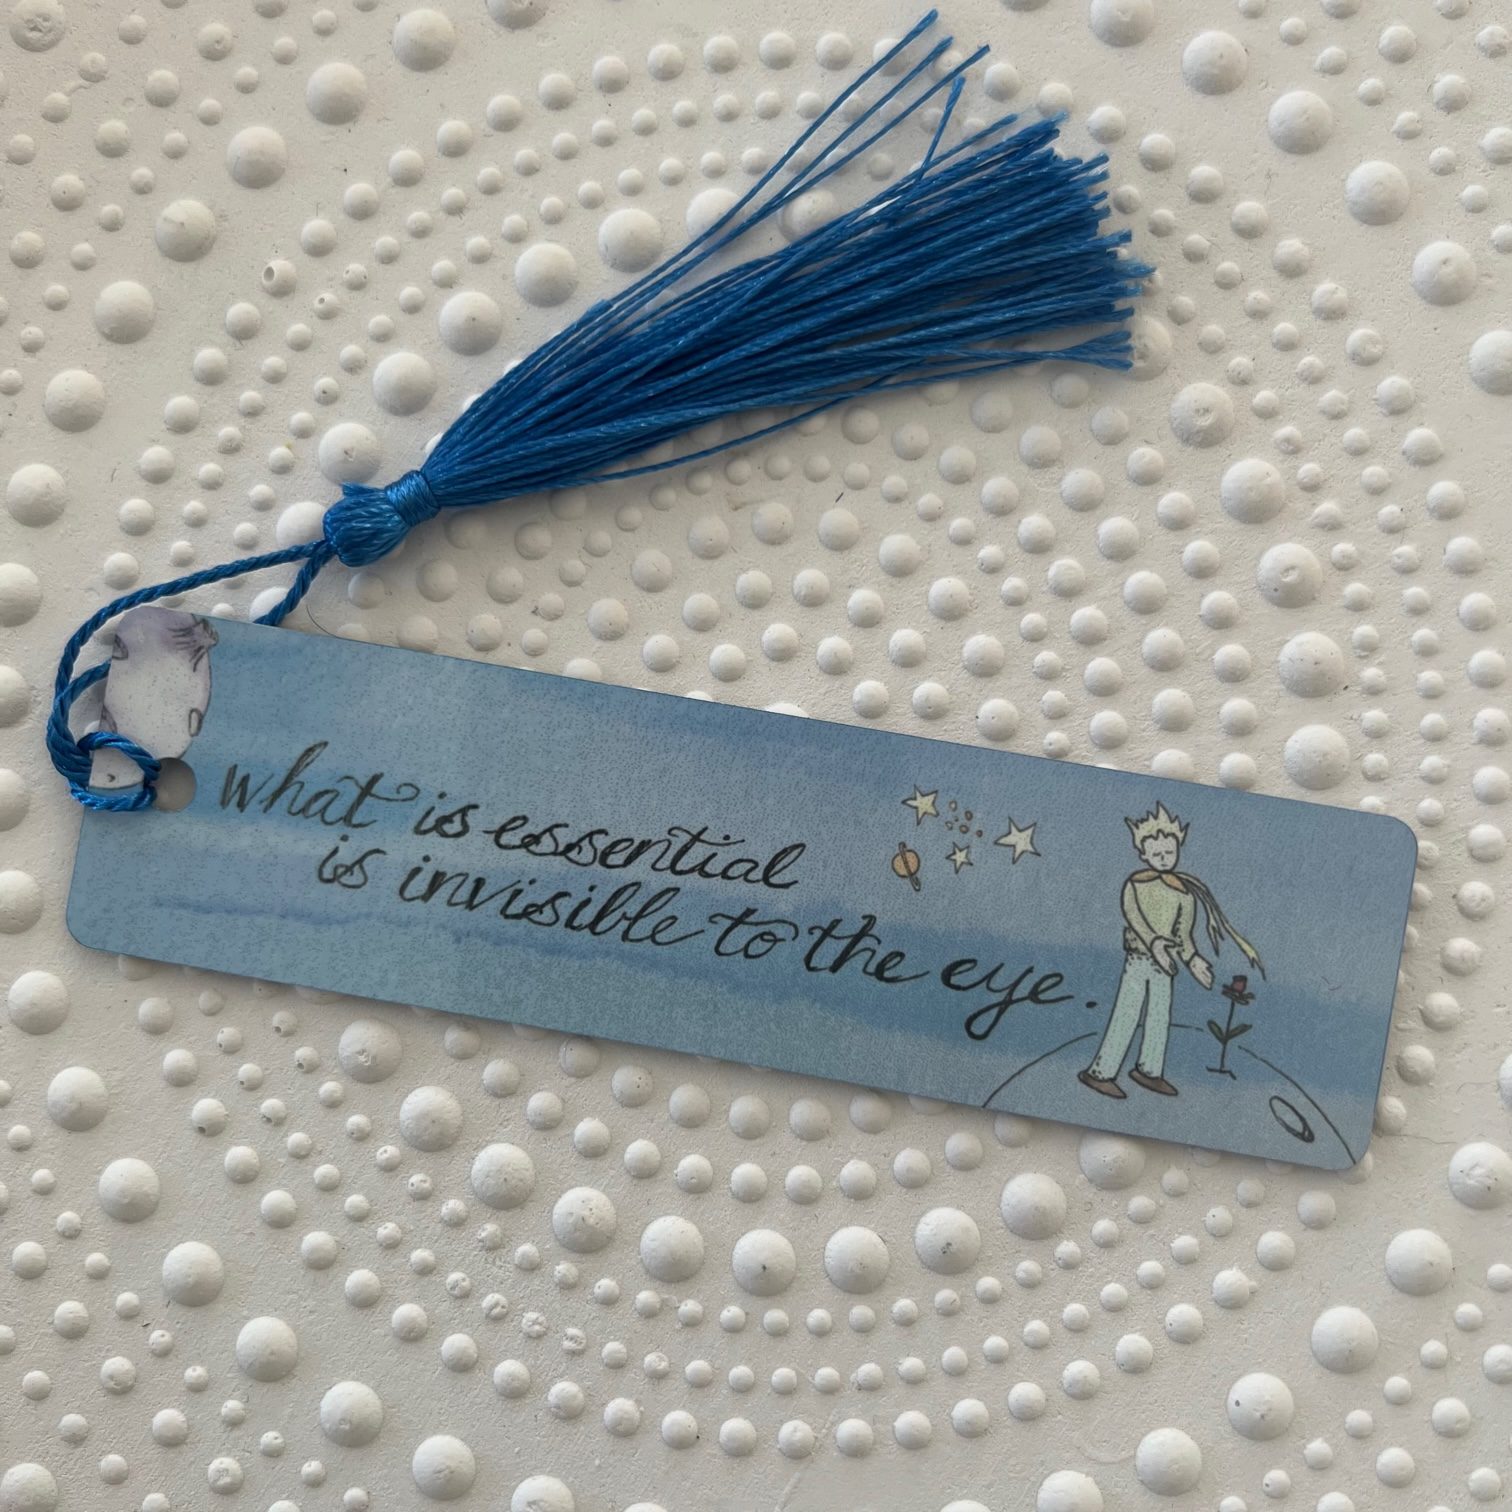 what is essential
is invisible to the eye.